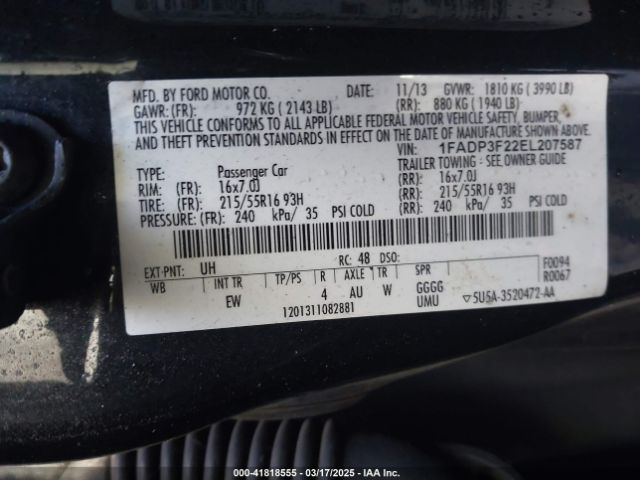 MFD. BY FORD MOTOR CO. DATE: 11/13 GVWR: 1810 KG ( 3990 LB)
GAWR: (FR): 972 KG ( 2143 LB) (RR): 880 KG ( 1940 LB)
THIS VEHICLE CONFORMS TO ALL APPLICABLE FEDERAL MOTOR VEHICLE SAFETY, BUMPER,
AND THEFT PREVENTION STANDARDS IN EFFECT ON THE DATE OF MANUFACTURE SHOWN ABOVE.
VIN: 1FADP3F22EL207587
TYPE: Passenger Car TRAILER TOWING - SEE OWNER GUIDE
RIM: (FR): 16x7.0J (RR): 16x7.0J
TIRE: (FR): 215/55R16 93H (RR): 215/55R16 93H
PRESSURE: (FR): 240 kPa/ 35 PSI COLD (RR): 240 kPa/ 35 PSI COLD
EXT-PNT: UH RC: 48 DSO: F0094
WB INT TR TP/PS R AXLE TR SPR R0067
EW 4 AU W GGGG
UMU
1201311082881
▽5U5A-3520472-AA
000-41818555 — 03/17/2025 — IAA Inc.